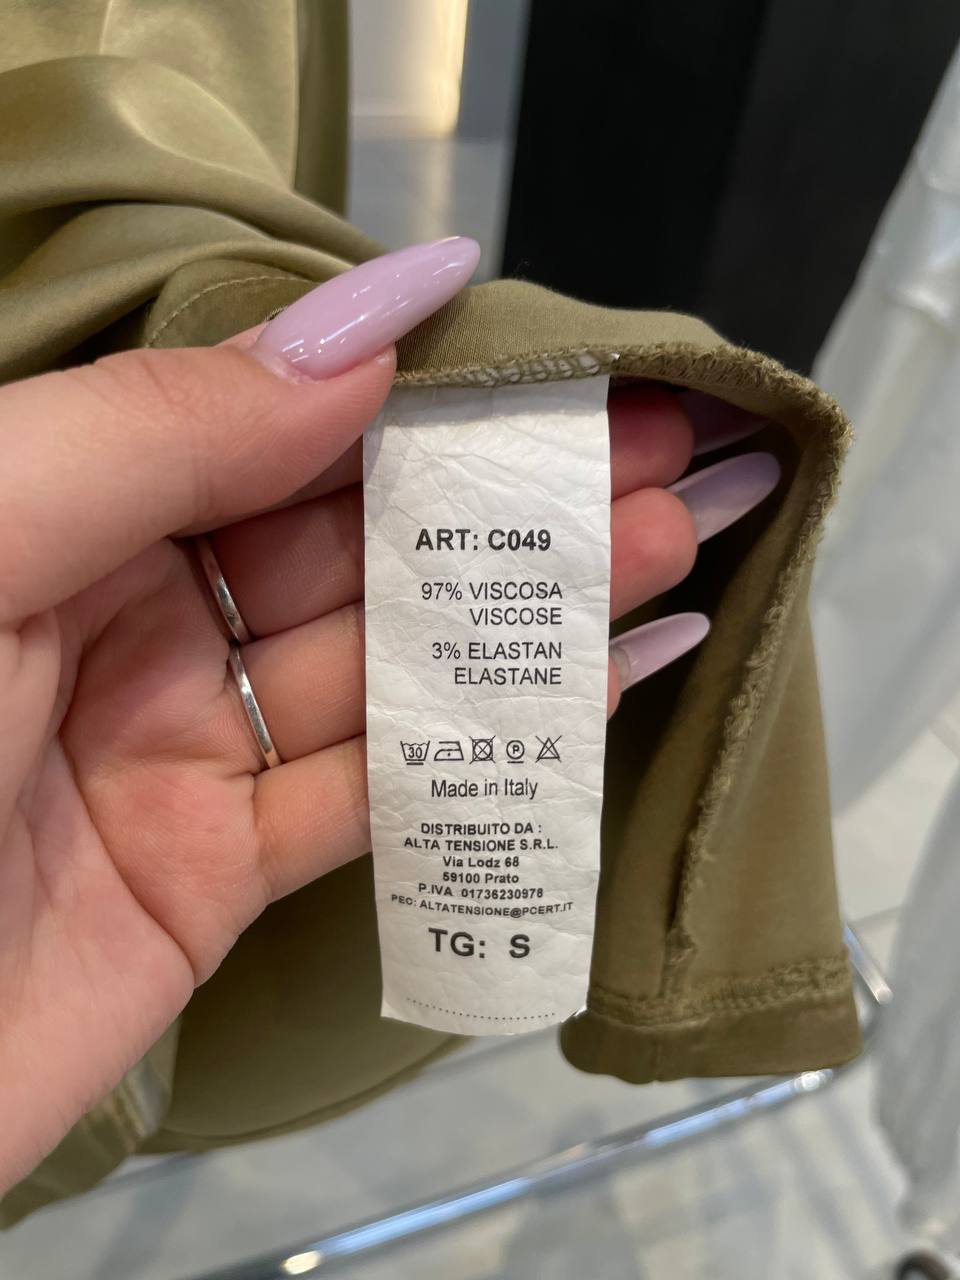 ART: C049
97% VISCOSA
VISCOSE
3% ELASTAN
ELASTANE
30 P
Made in Italy
DISTRIBUITO DA :
ALTA TENSIONE S.R.L.
Via Lodz 68
59100 Prato
P.IVA 01736230978
PEC: ALTATENSIONE@PCERT.IT
TG: S